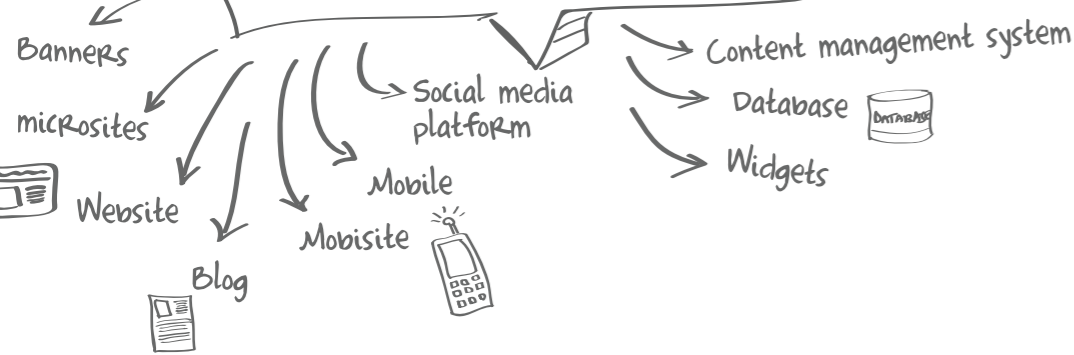 Banners
microsites
Website
Blog
Mobisite
Mobile
Social media
platform
Content management system
Database
DATABASE
Widgets